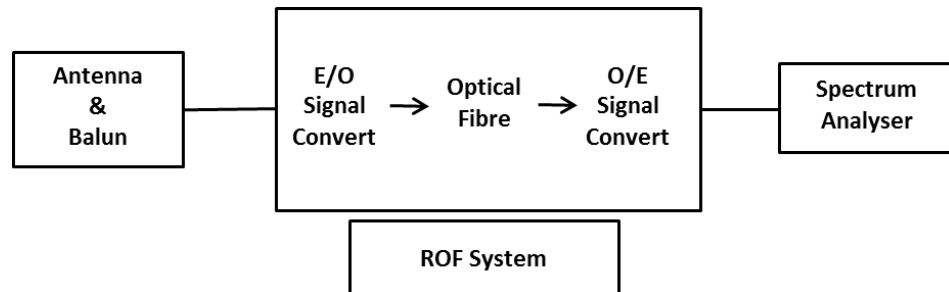 Antenna
&
Balun
E/O
Signal
Convert
Optical
Fibre
O/E
Signal
Convert
Spectrum
Analyser
ROF System